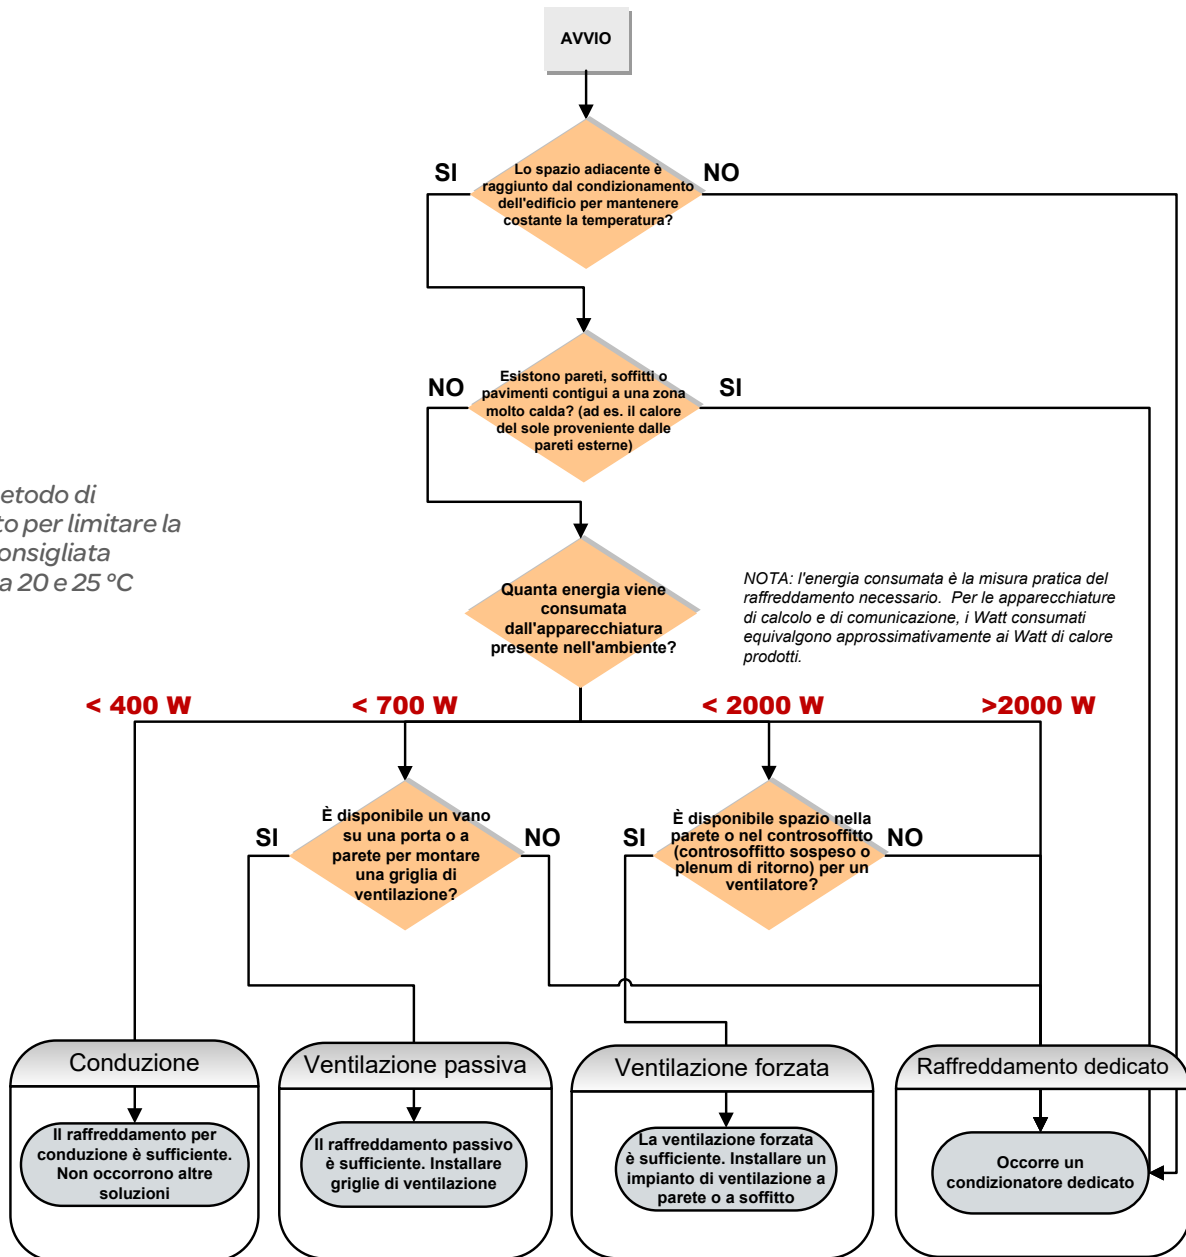 AVVIO
SI
Lo spazio adiacente è
raggiunto dal condizionamento
dell'edificio per mantenere
costante la temperatura?
NO
NO
Esistono pareti, soffitti o
pavimenti contigui a una zona
molto calda? (ad es. il calore
del sole proveniente dalle
pareti esterne)
SI
etodo di
to per limitare la
onsigliata
a 20 e 25 °C
Quanta energia viene
consumata
dall'apparecchiatura
presente nell'ambiente?
NOTA: l'energia consumata è la misura pratica del
raffreddamento necessario. Per le apparecchiature
di calcolo e di comunicazione, i Watt consumati
equivalgono approssimativamente ai Watt di calore
prodotti.
< 400 W
< 700 W
< 2000 W
>2000 W
SI
È disponibile un vano
su una porta o a
parete per montare
una griglia di
ventilazione?
NO
SI
È disponibile spazio nella
parete o nel controsoffitto
(controsoffitto sospeso o
plenum di ritorno) per un
ventilatore?
NO
Conduzione
Il raffreddamento per
conduzione è sufficiente.
Non occorrono altre
soluzioni
Ventilazione passiva
Il raffreddamento passivo
è sufficiente. Installare
griglie di ventilazione
Ventilazione forzata
La ventilazione forzata
è sufficiente. Installare un
impianto di ventilazione a
parete o a soffitto
Raffreddamento dedicato
Occorre un
condizionatore dedicato